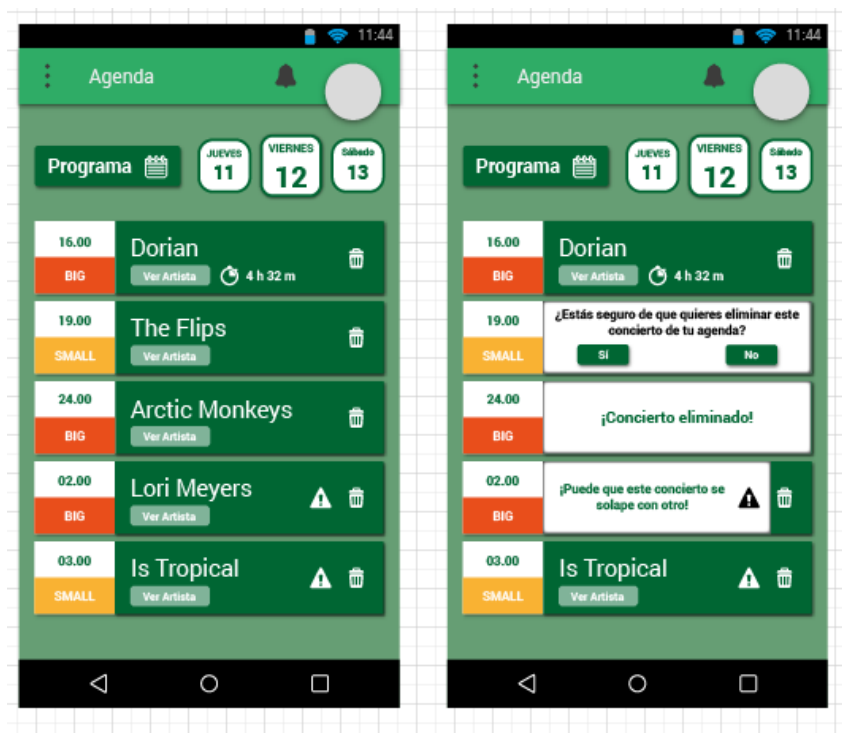 11:44
Agenda
Programa
JUEVES
11
VIERNES
12
Sábado
13
16.00
BIG
Dorian
Ver Artista
4 h 32 m
19.00
SMALL
The Flips
Ver Artista
24.00
BIG
Arctic Monkeys
Ver Artista
02.00
BIG
Lori Meyers
Ver Artista
03.00
SMALL
Is Tropical
Ver Artista
11:44
Agenda
Programa
JUEVES
11
VIERNES
12
Sábado
13
16.00
BIG
Dorian
Ver Artista
4 h 32 m
19.00
SMALL
¿Estás seguro de que quieres eliminar este
concierto de tu agenda?
Sí
No
24.00
BIG
¡Concierto eliminado!
02.00
BIG
¡Puede que este concierto se
solape con otro!
03.00
SMALL
Is Tropical
Ver Artista